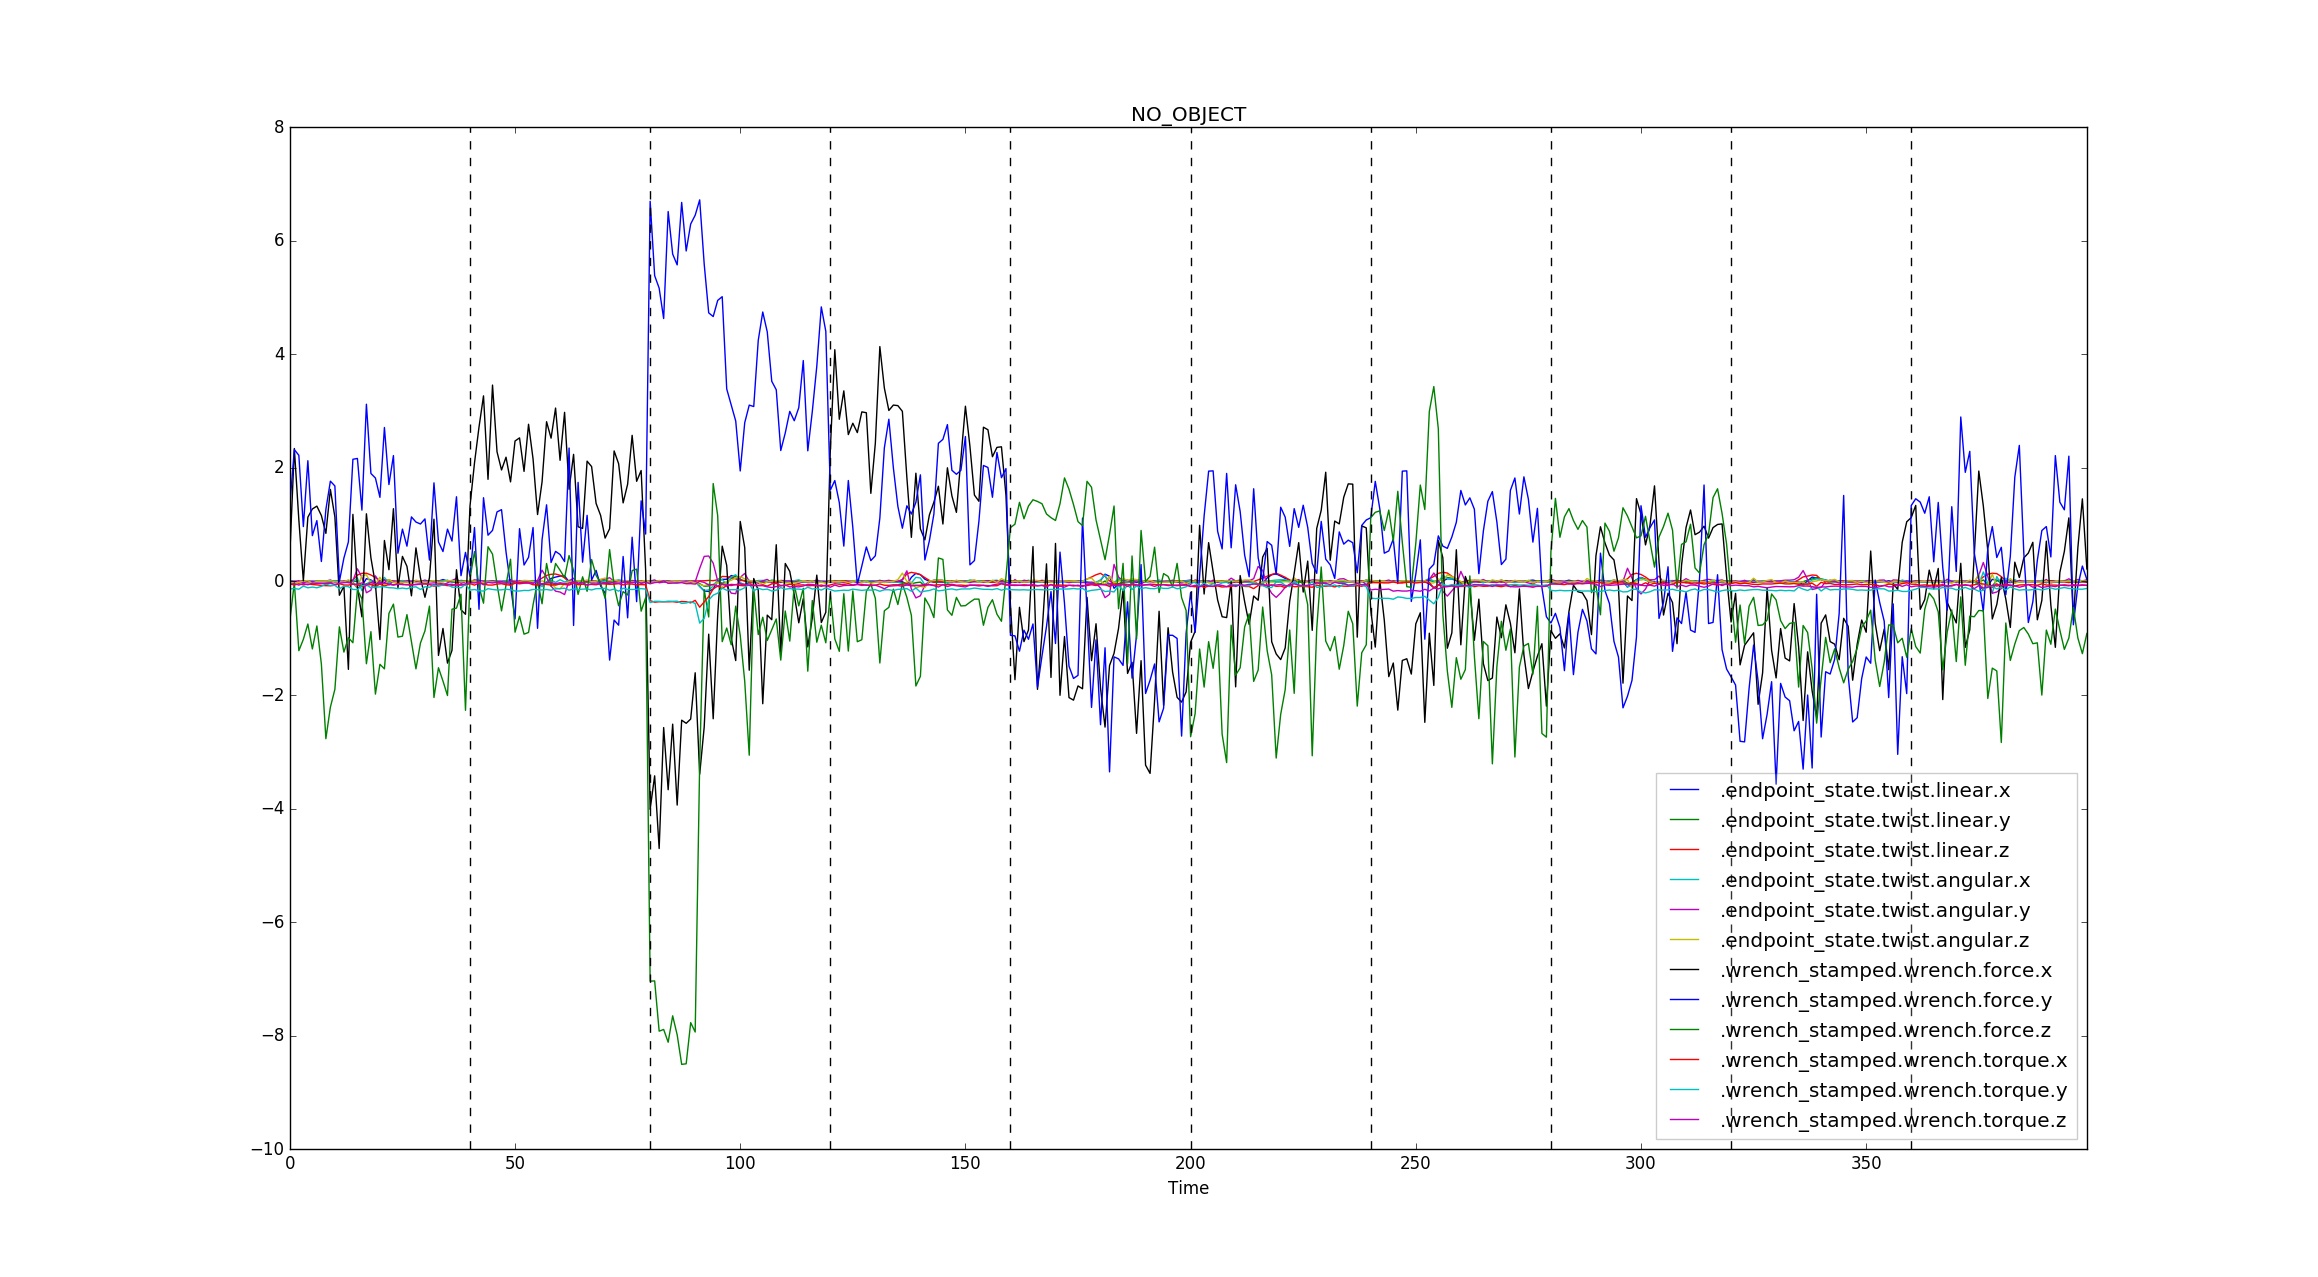 NO_OBJECT
8
6
4
2
0
−2
−4
−6
−8
−10
.endpoint_state.twist.linear.x
.endpoint_state.twist.linear.y
.endpoint_state.twist.linear.z
.endpoint_state.twist.angular.x
.endpoint_state.twist.angular.y
.endpoint_state.twist.angular.z
.wrench_stamped.wrench.force.x
.wrench_stamped.wrench.force.y
.wrench_stamped.wrench.force.z
.wrench_stamped.wrench.torque.x
.wrench_stamped.wrench.torque.y
.wrench_stamped.wrench.torque.z
0 50 100 150 200 250 300 350
Time